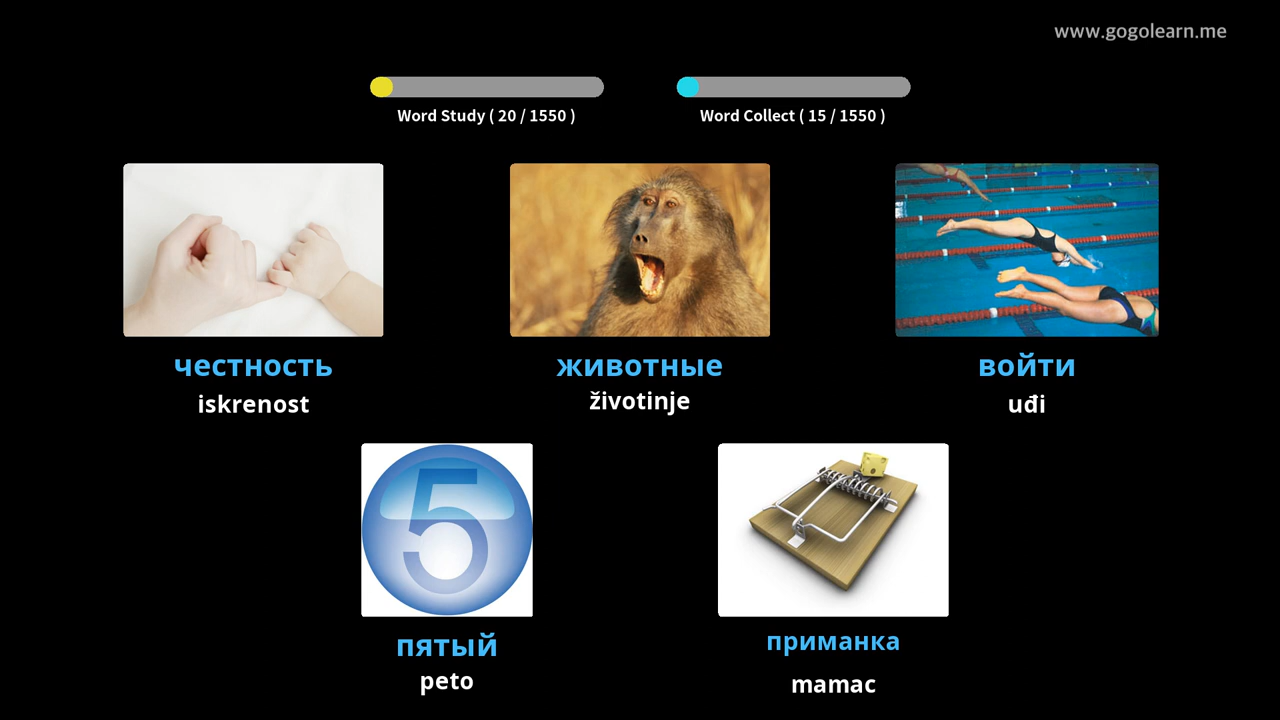 www.gogolearn.me
Word Study ( 20 / 1550 )
Word Collect ( 15 / 1550 )
честность
iskrenost
животные
životinje
войти
uđi
5
пятый
peto
приманка
mamac